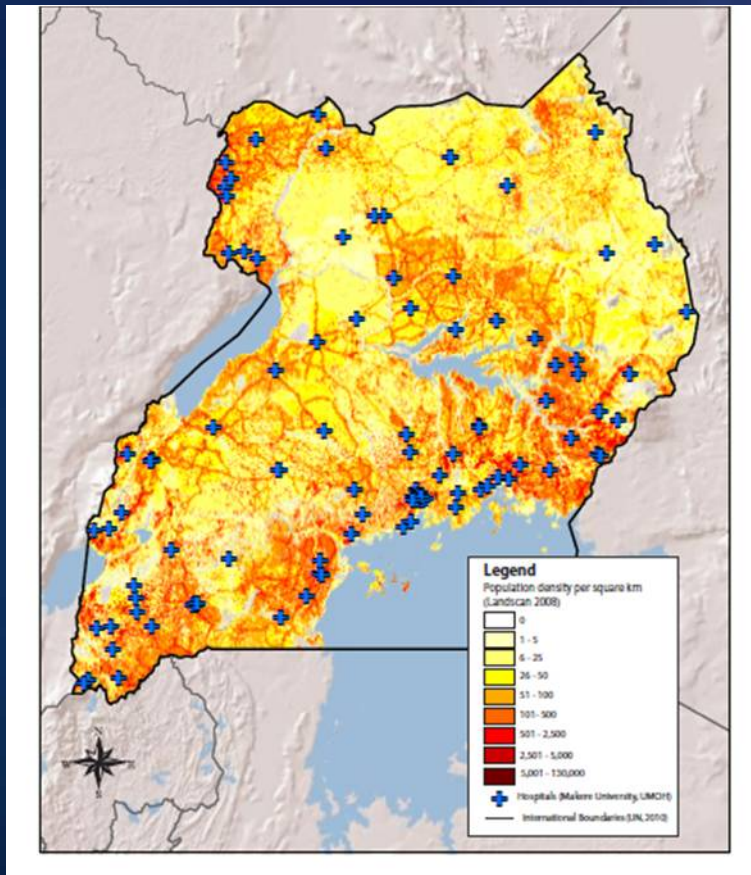 N
W
E
S
Legend
Population density per square km
(Landscan 2008)
0
1 - 5
6 - 25
26 - 50
51 - 100
101- 500
501 - 2,500
2,501 - 5,000
5,001 - 130,000
Hospitals (Makere University, UMOH)
International Boundaries (UN, 2010)